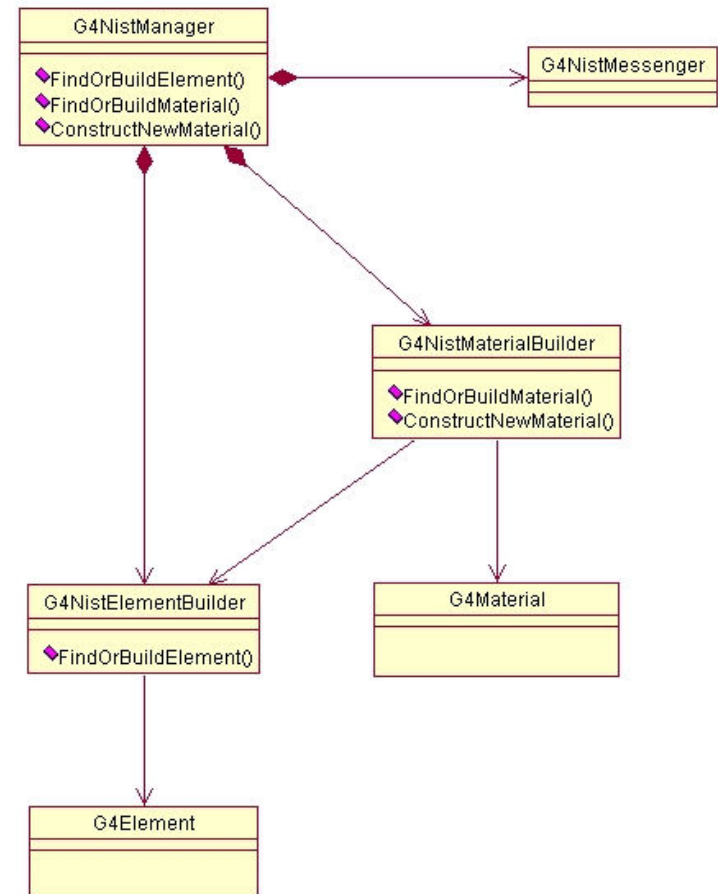 G4NistManager
FindOrBuildElement()
FindOrBuildMaterial()
ConstructNewMaterial()
G4NistMessenger
G4NistMaterialBuilder
FindOrBuildMaterial()
ConstructNewMaterial()
G4NistElementBuilder
FindOrBuildElement()
G4Material
G4Element